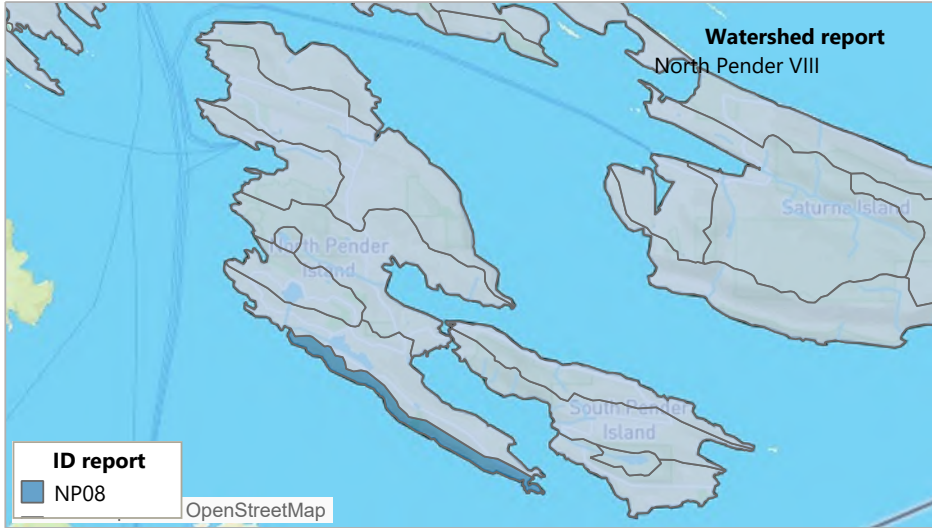 Watershed report
North Pender VIII
Saturna Island
North Pender
Island
South Pender
Island
ID report
NP08
OpenStreetMap